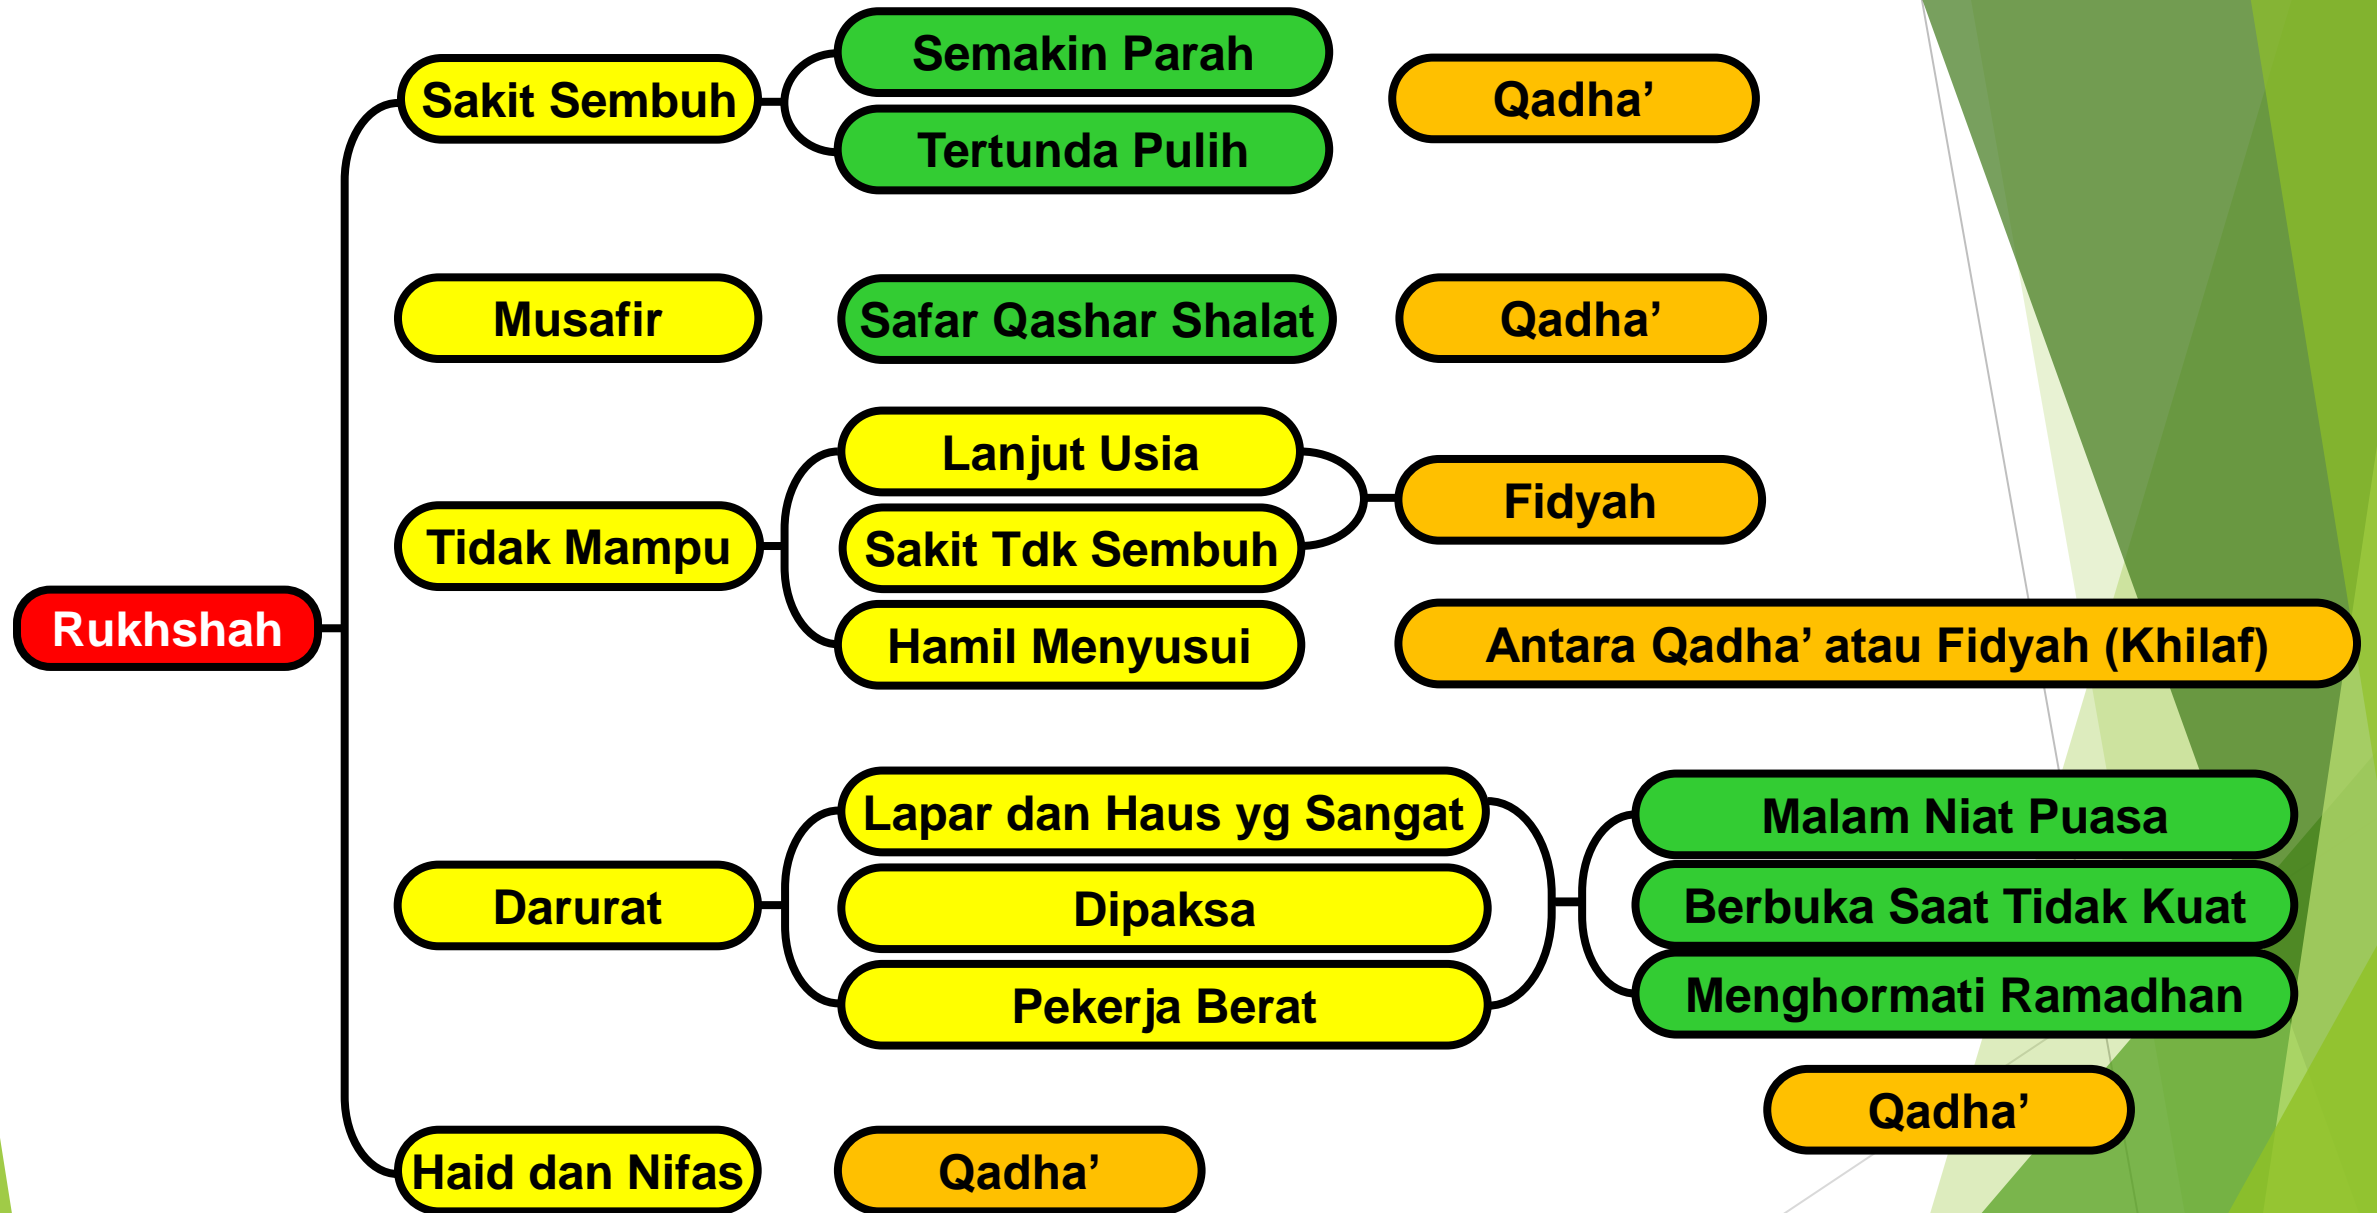 Rukhshah
Sakit Sembuh
Semakin Parah
Tertunda Pulih
Qadha’
Musafir
Safar Qashar Shalat
Qadha’
Tidak Mampu
Lanjut Usia
Sakit Tdk Sembuh
Fidyah
Hamil Menyusui
Antara Qadha’ atau Fidyah (Khilaf)
Darurat
Lapar dan Haus yg Sangat
Dipaksa
Pekerja Berat
Malam Niat Puasa
Berbuka Saat Tidak Kuat
Menghormati Ramadhan
Qadha’
Haid dan Nifas
Qadha’